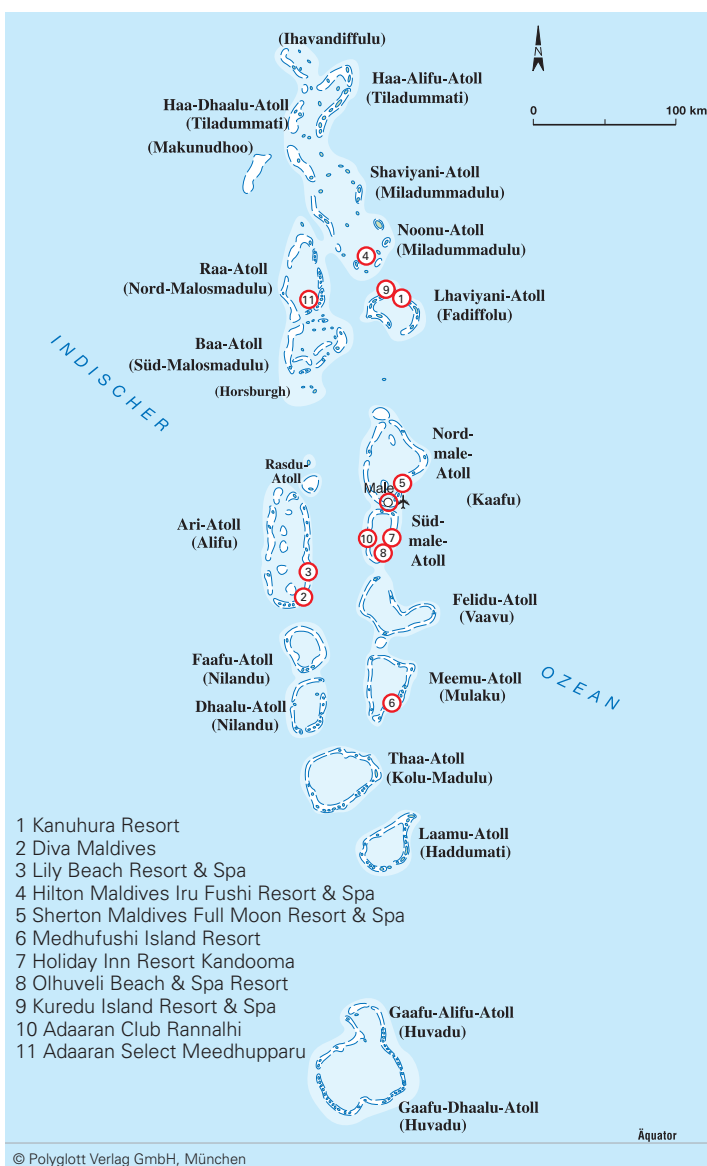 (Ihavandiffulu)
N
Haa-Alifu-Atoll
(Tiladummati)
0 100 km
Haa-Dhaalu-Atoll
(Tiladummati)
(Makunudhoo)
Shaviyani-Atoll
(Miladummadulu)
Noonu-Atoll
(Miladummadulu)
4
Raa-Atoll
(Nord-Malosmadulu)
11
9
1
Lhaviyani-Atoll
(Fadiffolu)
Baa-Atoll
(Süd-Malosmadulu)
(Horsburgh)
INDISCHER
Nord-
male-
Atoll
Rasdu-
Atoll
5
Male
(Kaafu)
Ari-Atoll
(Alifu)
Süd-
male-
Atoll
10
7
8
3
2
Felidu-Atoll
(Vaavu)
Faafu-Atoll
(Nilandu)
Meemu-Atoll
(Mulaku)
6
OZEAN
Dhaalu-Atoll
(Nilandu)
Thaa-Atoll
(Kolu-Madulu)
Laamu-Atoll
(Haddumati)
1 Kanuhura Resort
2 Diva Maldives
3 Lily Beach Resort & Spa
4 Hilton Maldives Iru Fushi Resort & Spa
5 Sherton Maldives Full Moon Resort & Spa
6 Medhufushi Island Resort
7 Holiday Inn Resort Kandooma
8 Olhuveli Beach & Spa Resort
9 Kuredu Island Resort & Spa
10 Adaaran Club Rannalhi
11 Adaaran Select Meedhupparu
Gaafu-Alifu-Atoll
(Huvadu)
Gaafu-Dhaalu-Atoll
(Huvadu)
Äquator
© Polyglott Verlag GmbH, München